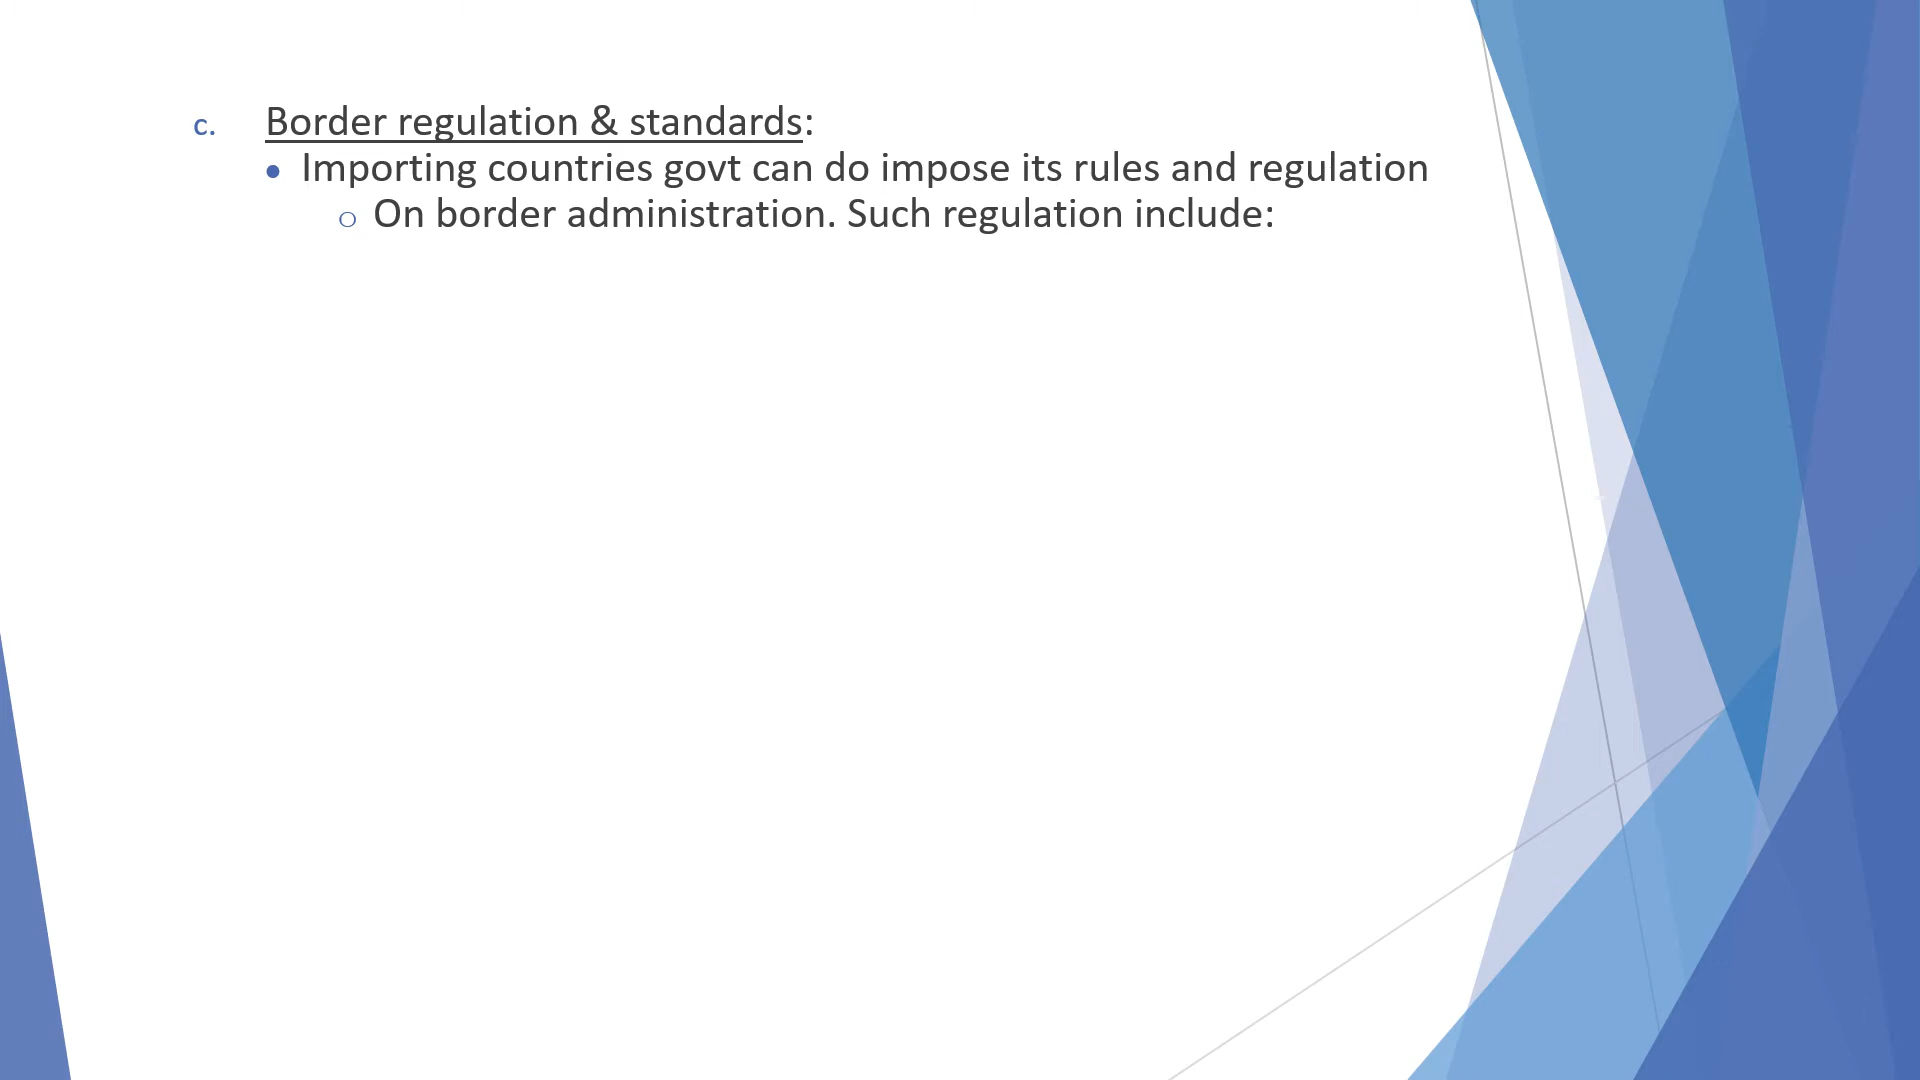 c. Border regulation & standards:
• Importing countries govt can do impose its rules and regulation
○ On border administration. Such regulation include: